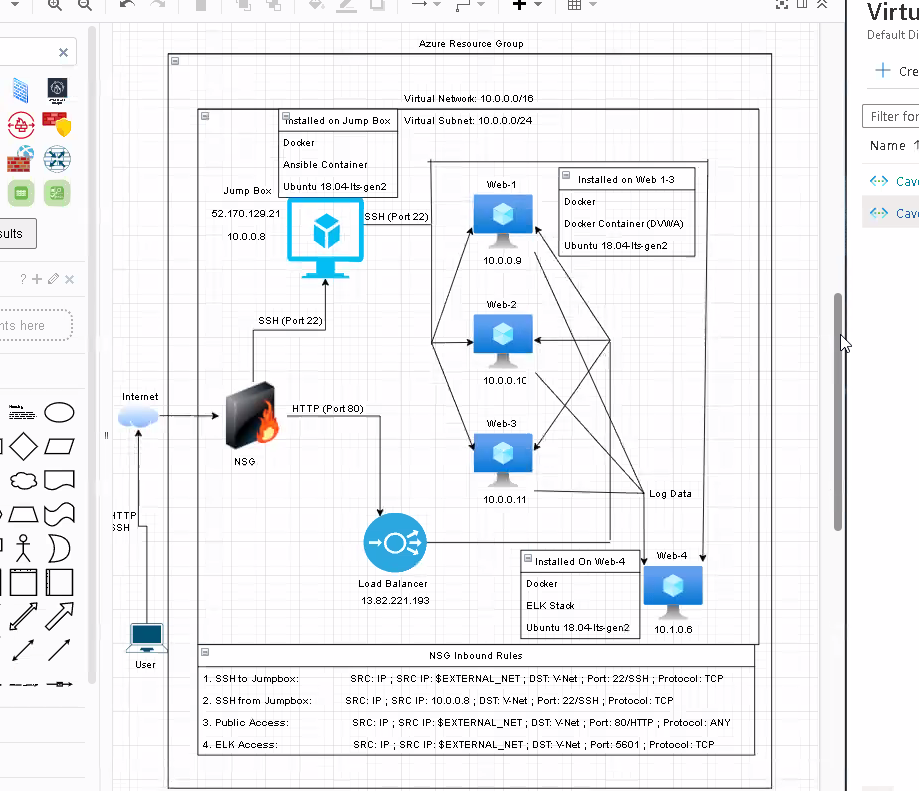 Azure Resource Group
Virtual Network: 10.0.0.0/16
Virtual Subnet: 10.0.0.0/24
Installed on Jump Box
Docker
Ansible Container
Ubuntu 18.04-lts-gen2
Jump Box
52.170.129.21
10.0.0.8
SSH (Port 22)
Web-1
10.0.0.9
Installed on Web 1-3
Docker
Docker Container (DVWA)
Ubuntu 18.04-lts-gen2
Web-2
10.0.0.10
SSH (Port 22)
Internet
HTTP (Port 80)
NSG
Web-3
10.0.0.11
Log Data
HTTP
SSH
Load Balancer
13.82.221.193
Installed On Web-4
Docker
ELK Stack
Ubuntu 18.04-lts-gen2
Web-4
10.1.0.6
User
NSG Inbound Rules
1. SSH to Jumpbox: SRC: IP ; SRC IP: $EXTERNAL_NET ; DST: V-Net ; Port: 22/SSH ; Protocol: TCP
2. SSH from Jumpbox: SRC: IP ; SRC IP: 10.0.0.8 ; DST: V-Net ; Port: 22/SSH ; Protocol: TCP
3. Public Access: SRC: IP ; SRC IP: $EXTERNAL_NET ; DST: V-Net ; Port: 80/HTTP ; Protocol: ANY
4. ELK Access: SRC: IP ; SRC IP: $EXTERNAL_NET ; DST: V-Net ; Port: 5601 ; Protocol: TCP
sults
nts here
Virtu
Default Di
Cre
Filter for
Name
Cav
Cav